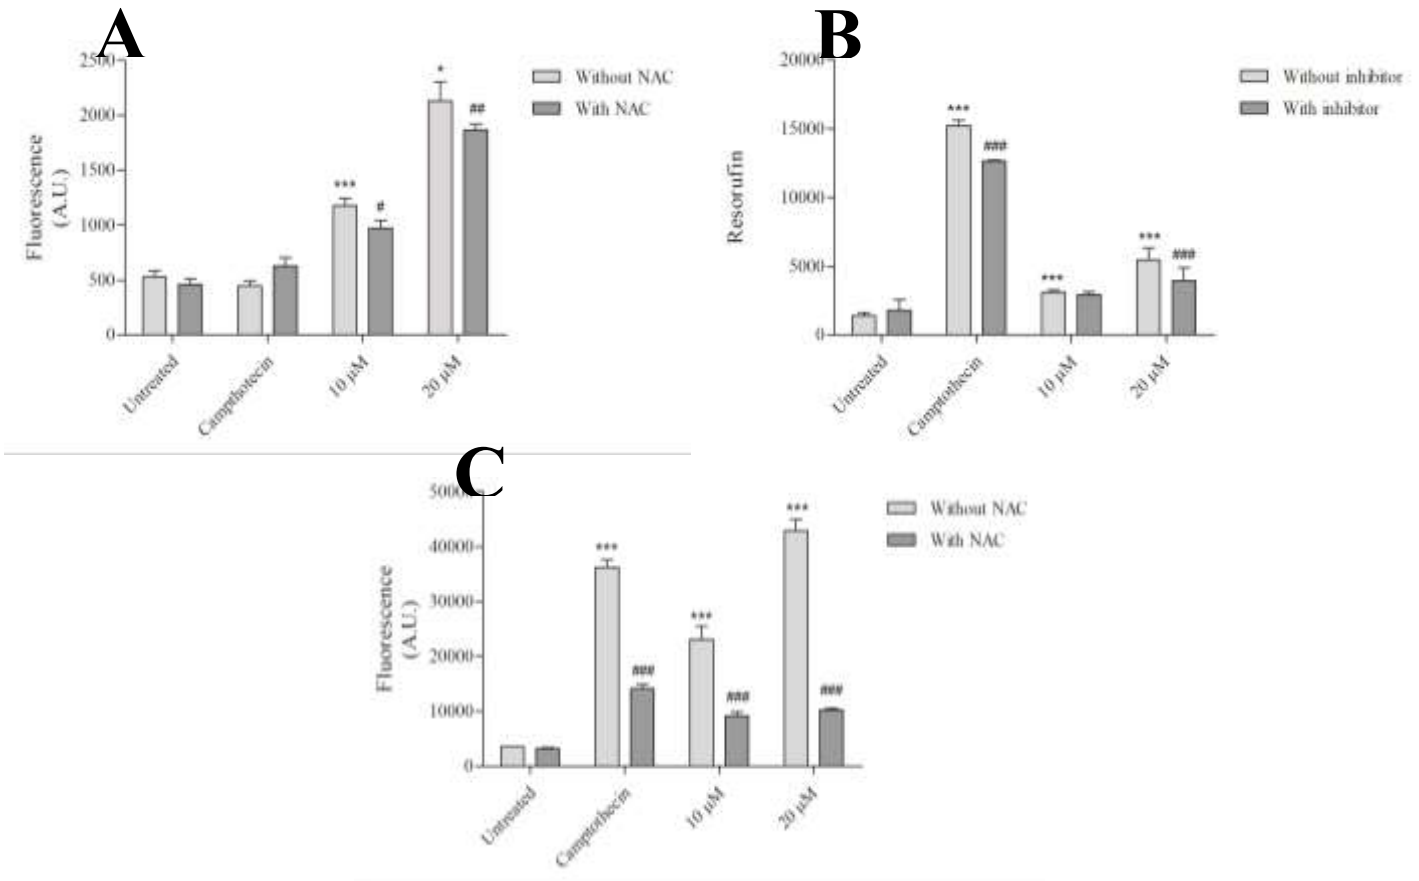 A
2500
2000
1500
1000
500
0
Fluorescence
(A.U.)
*
##
***
#
Without NAC
With NAC
Untreated
Campthotecin
10 µM
20 µM
B
20000
15000
10000
5000
0
Resorufin
***
###
***
***
###
Without inhibitor
With inhibitor
Untreated
Camptothecin
10 µM
20 µM
C
50000
40000
30000
20000
10000
0
Fluorescence
(A.U.)
***
###
***
###
***
###
Without NAC
With NAC
Untreated
Camptothecin
10 µM
20 µM